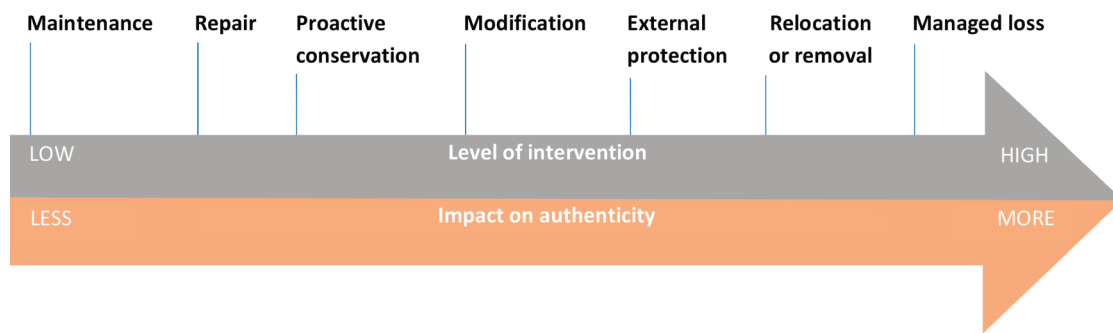 Maintenance
Repair
Proactive
conservation
Modification
External
protection
Relocation
or removal
Managed loss
LOW
Level of intervention
HIGH
LESS
Impact on authenticity
MORE